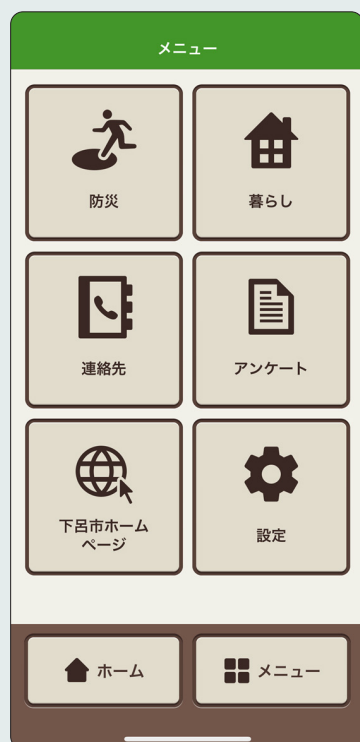 メニュー
防災
暮らし
連絡先
アンケート
下呂市ホーム
ページ
設定
ホーム
メニュー